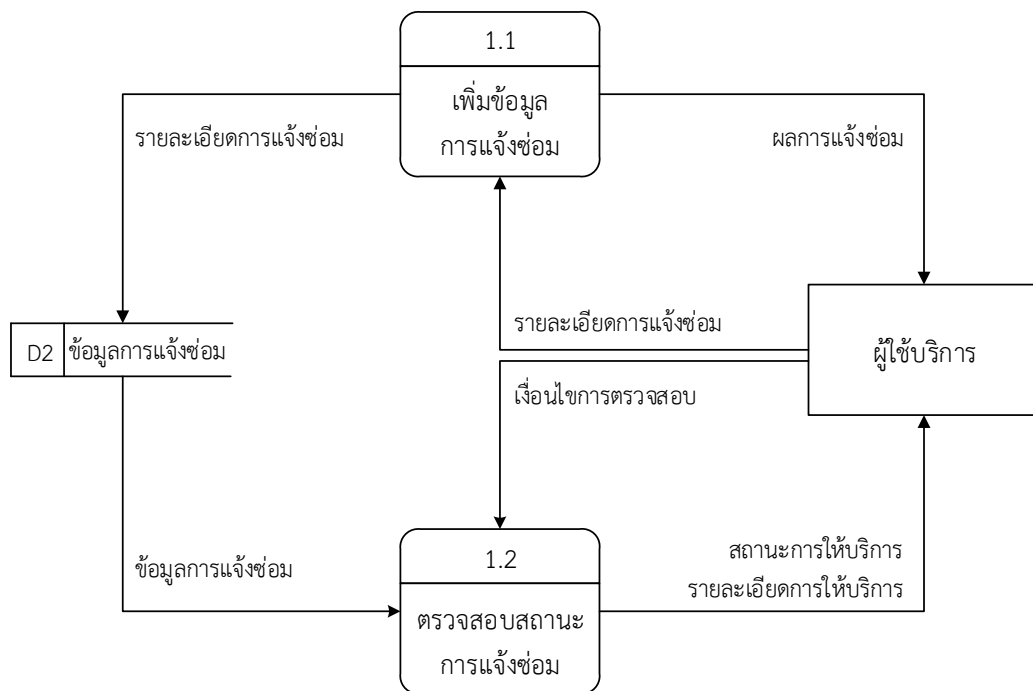 1.1
เพิ่มข้อมูล
การแจ้งซ่อม
รายละเอียดการแจ้งซ่อม
ผลการแจ้งซ่อม
รายละเอียดการแจ้งซ่อม
D2 ข้อมูลการแจ้งซ่อม
ผู้ใช้บริการ
เงื่อนไขการตรวจสอบ
1.2
ตรวจสอบสถานะ
การแจ้งซ่อม
ข้อมูลการแจ้งซ่อม
สถานะการให้บริการ
รายละเอียดการให้บริการ